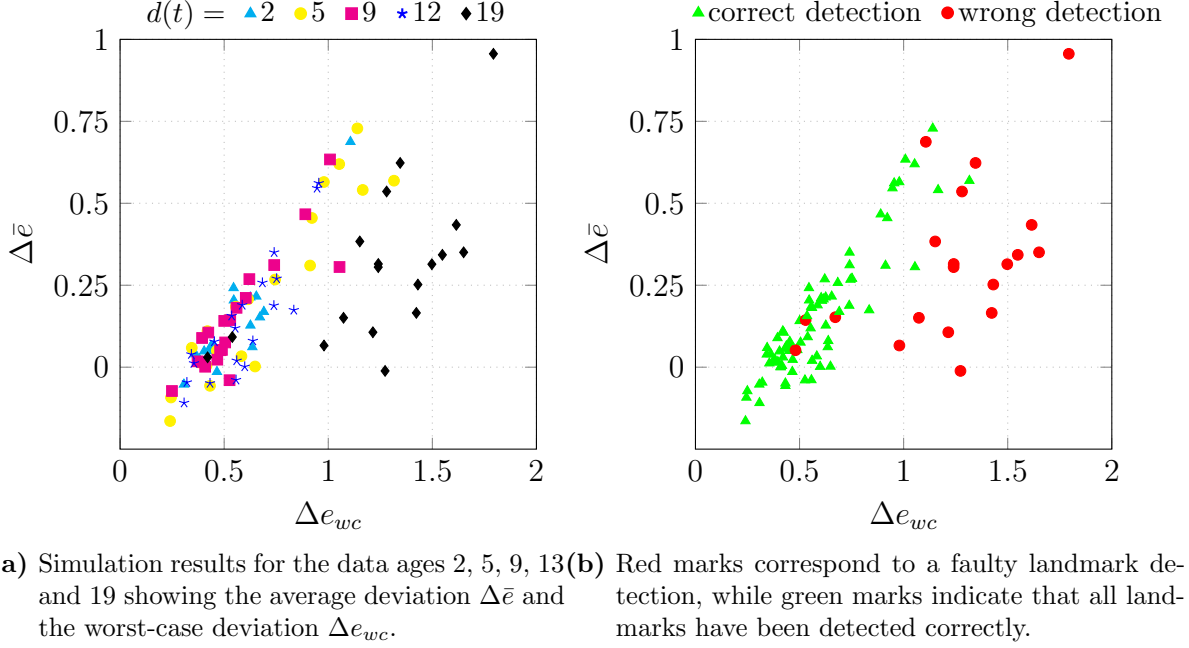 d(t) = 2 5 9 12 19
1
0.75
0.5
0.25
0
0 0.5 1 1.5 2
Δē
Δe_wc
correct detection wrong detection
1
0.75
0.5
0.25
0
0 0.5 1 1.5 2
Δē
Δe_wc
a) Simulation results for the data ages 2, 5, 9, 13
and 19 showing the average deviation Δē and
the worst-case deviation Δe_wc.
(b) Red marks correspond to a faulty landmark de-
tection, while green marks indicate that all land-
marks have been detected correctly.